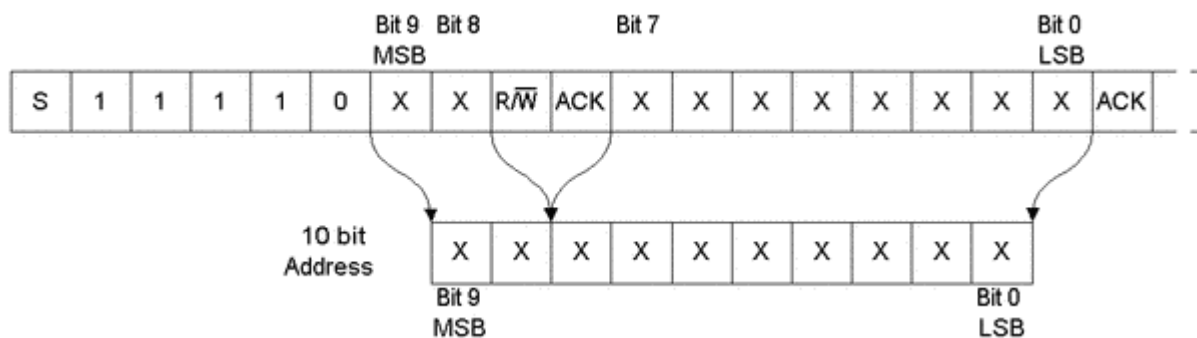 Bit 9 Bit 8 Bit 7 Bit 0
MSB LSB
S 1 1 1 1 0 X X R/W̅ ACK X X X X X X X X ACK
10 bit
Address
X X X X X X X X X X
Bit 9 Bit 0
MSB LSB